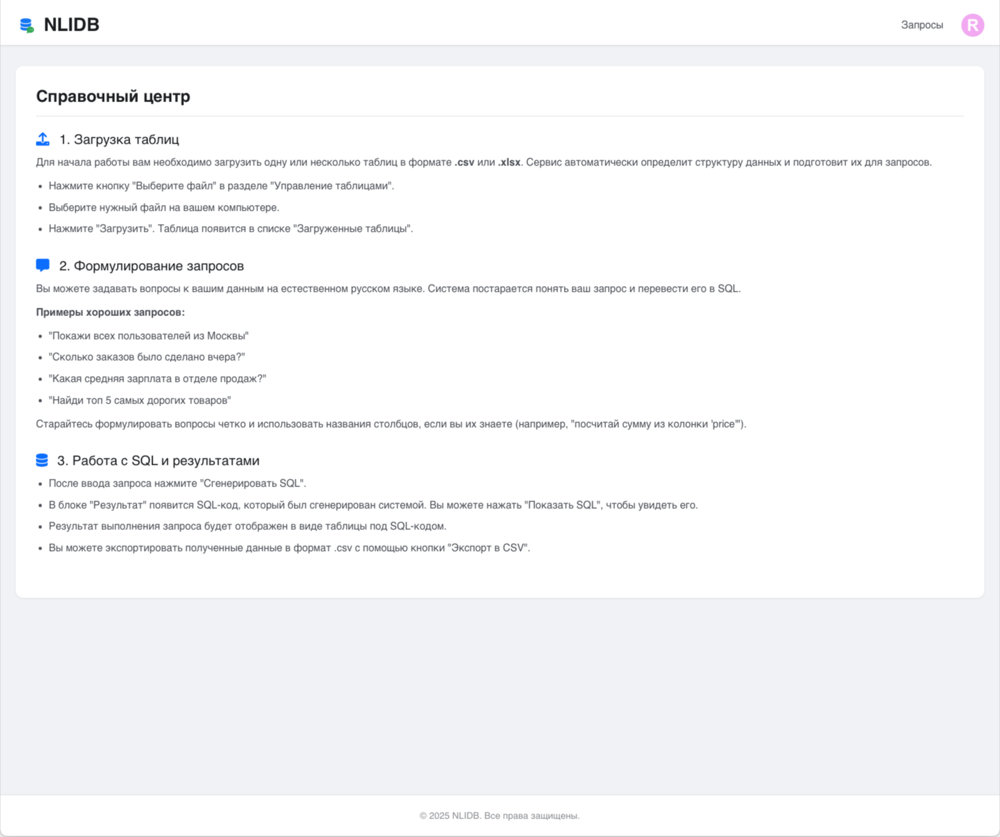 NLIDB
Запросы
R
Справочный центр
1. Загрузка таблиц
Для начала работы вам необходимо загрузить одну или несколько таблиц в формате .csv или .xlsx. Сервис автоматически определит структуру данных и подготовит их для запросов.
• Нажмите кнопку "Выберите файл" в разделе "Управление таблицами".
• Выберите нужный файл на вашем компьютере.
• Нажмите "Загрузить". Таблица появится в списке "Загруженные таблицы".
2. Формулирование запросов
Вы можете задавать вопросы к вашим данным на естественном русском языке. Система постарается понять ваш запрос и перевести его в SQL.
Примеры хороших запросов:
• "Покажи всех пользователей из Москвы"
• "Сколько заказов было сделано вчера?"
• "Какая средняя зарплата в отделе продаж?"
• "Найди топ 5 самых дорогих товаров"
Старайтесь формулировать вопросы четко и использовать названия столбцов, если вы их знаете (например, "посчитай сумму из колонки 'price'").
3. Работа с SQL и результатами
• После ввода запроса нажмите "Сгенерировать SQL".
• В блоке "Результат" появится SQL-код, который был сгенерирован системой. Вы можете нажать "Показать SQL", чтобы увидеть его.
• Результат выполнения запроса будет отображен в виде таблицы под SQL-кодом.
• Вы можете экспортировать полученные данные в формат .csv с помощью кнопки "Экспорт в CSV".
© 2025 NLIDB. Все права защищены.